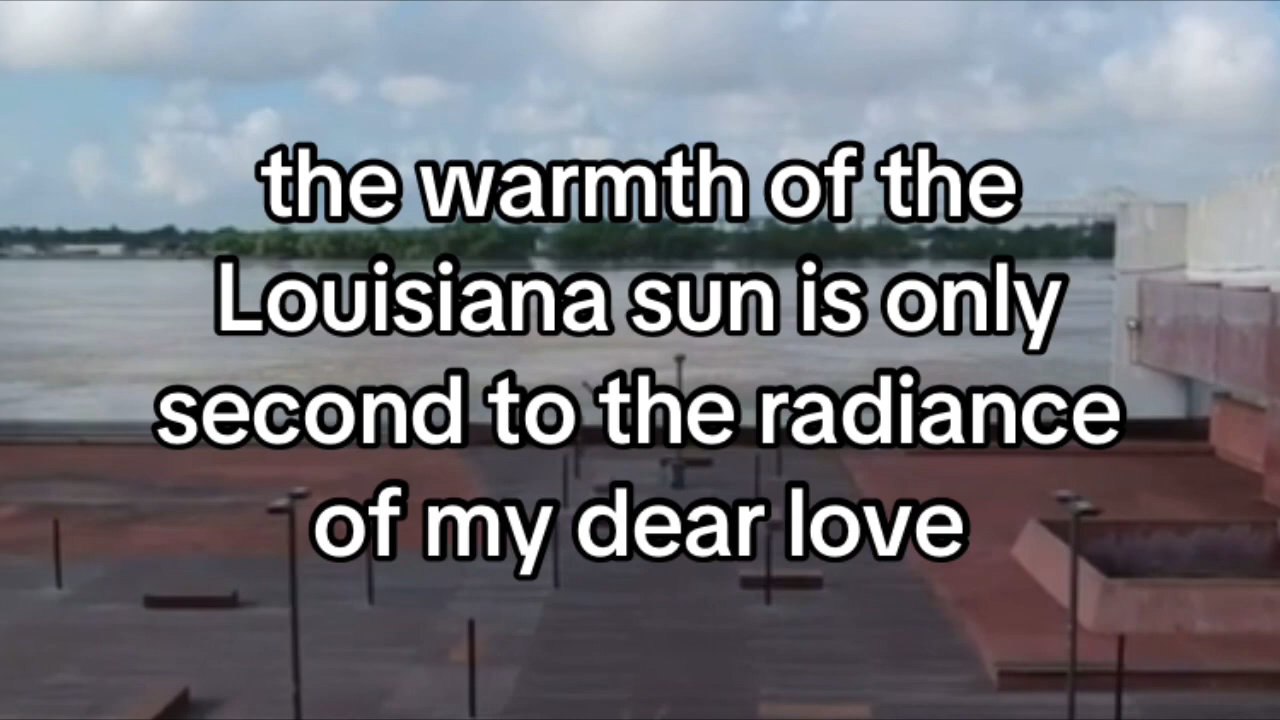 the warmth of the
Louisiana sun is only
second to the radiance
of my dear love